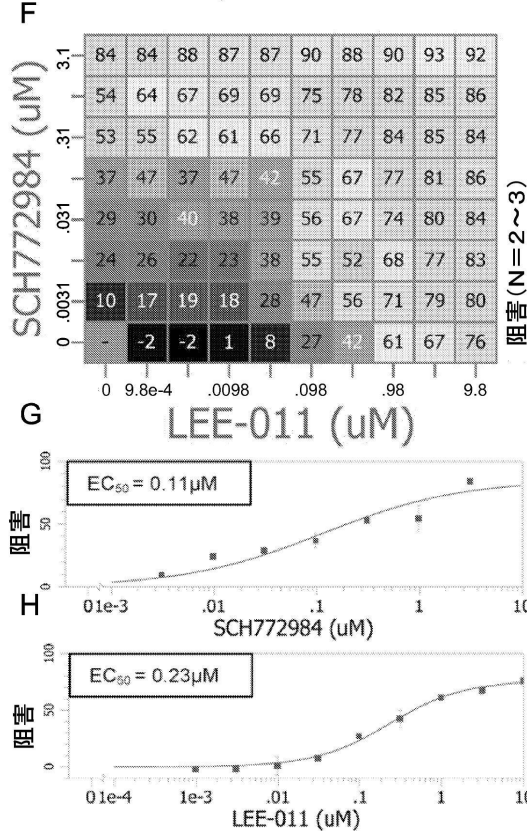 F
3.1 84 84 88 87 87 90 88 90 93 92
54 64 67 69 69 75 78 82 85 86
.31 53 55 62 61 66 71 77 84 85 84
37 47 37 47 42 55 67 77 81 86
.031 29 30 40 38 39 56 67 74 80 84
24 26 22 23 38 55 52 68 77 83
.0031 10 17 19 18 28 47 56 71 79 80
0 - -2 -2 1 8 27 42 61 67 76
SCH772984 (uM)
阻害 (N=2~3)
0 9.8e-4 .0098 .098 .98 9.8
LEE-011 (uM)
G
EC50 = 0.11µM
阻害
100
50
0
01e-3 .01 .1 1 10
SCH772984 (uM)
H
EC50 = 0.23µM
阻害
100
50
0
01e-4 1e-3 .01 .1 1 10
LEE-011 (uM)